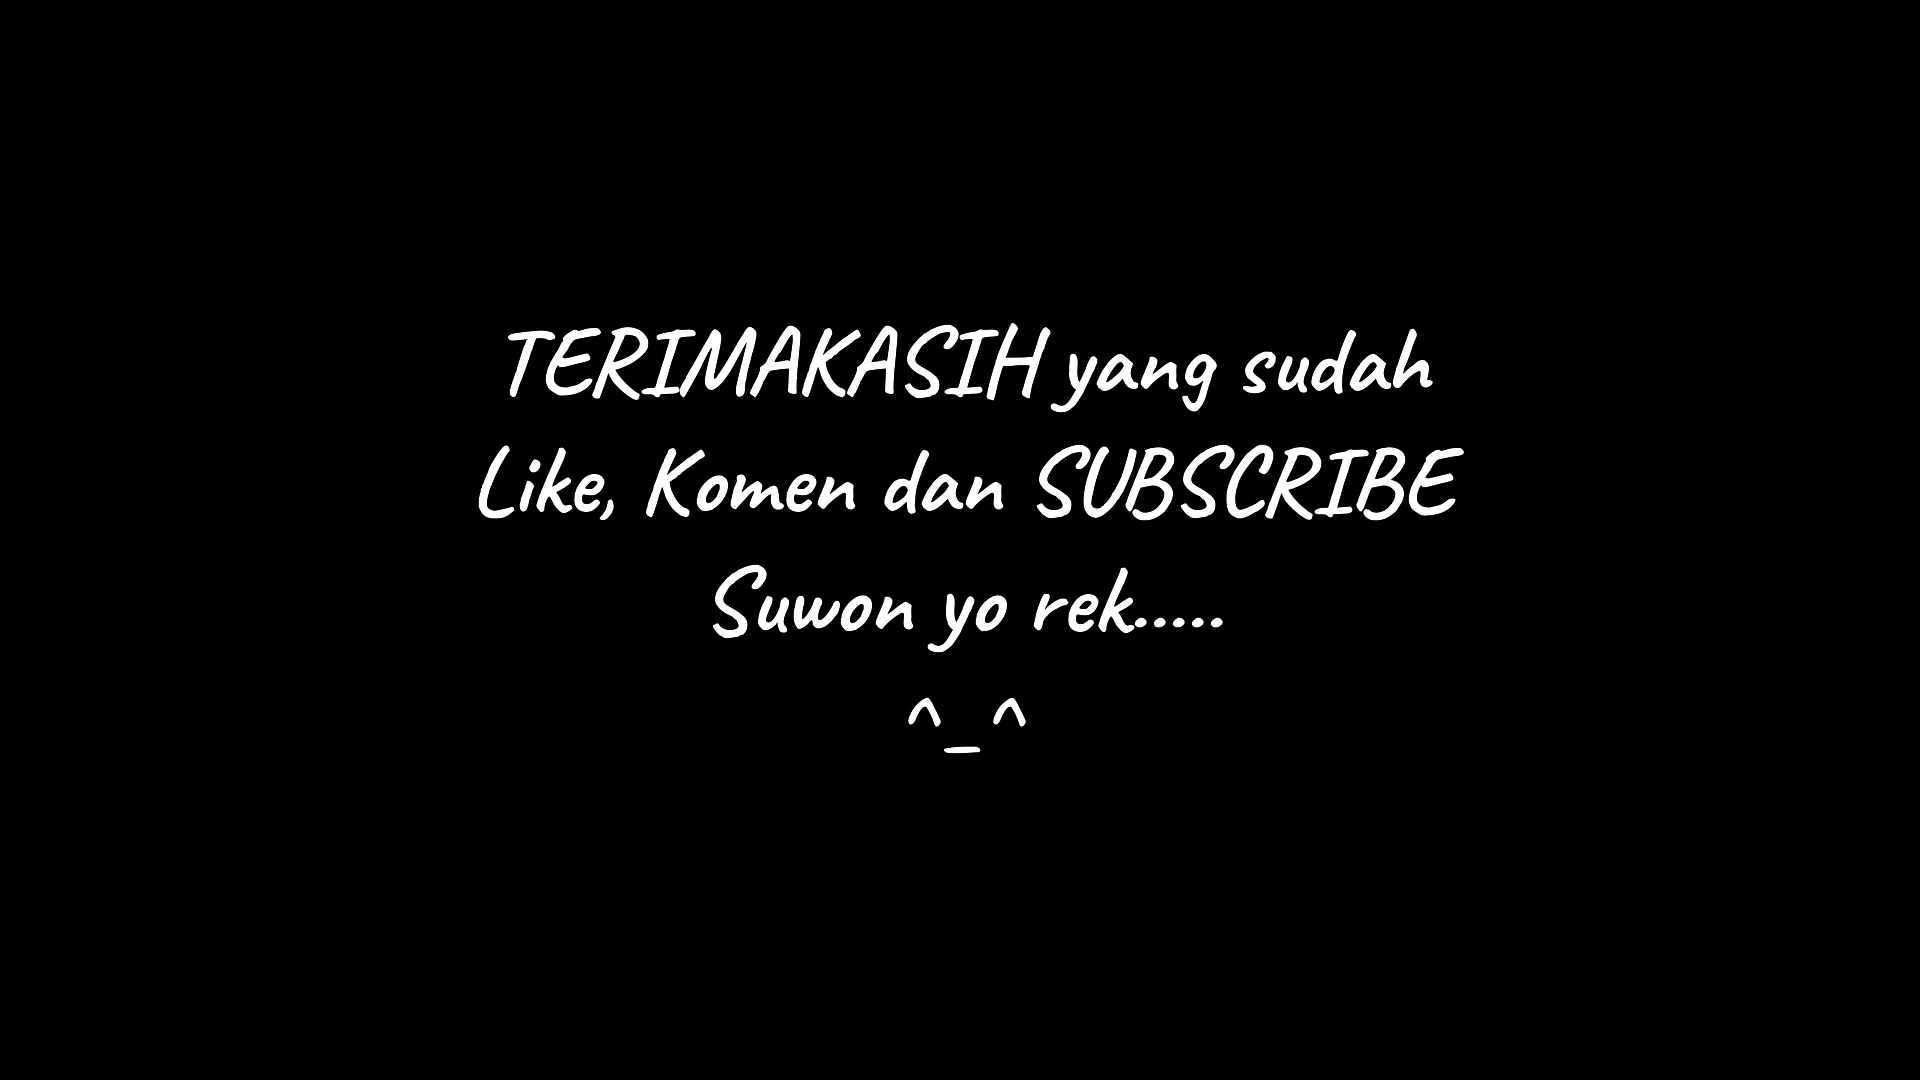 TERIMAKASIH yang sudah
Like, Komen dan SUBSCRIBE
Suwon yo rek.....
^_^